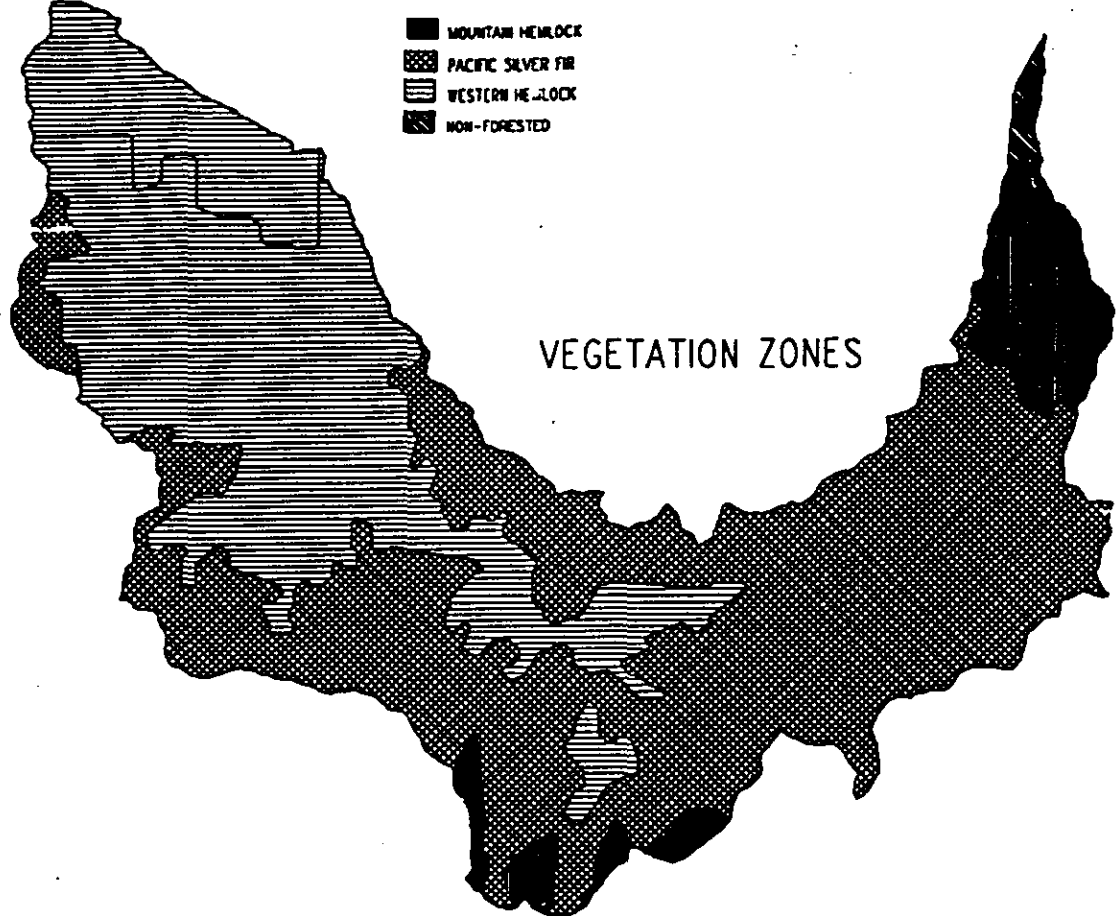 MOUNTAIN HEMLOCK
PACIFIC SILVER FIR
WESTERN HEMLOCK
NON-FORESTED
VEGETATION ZONES